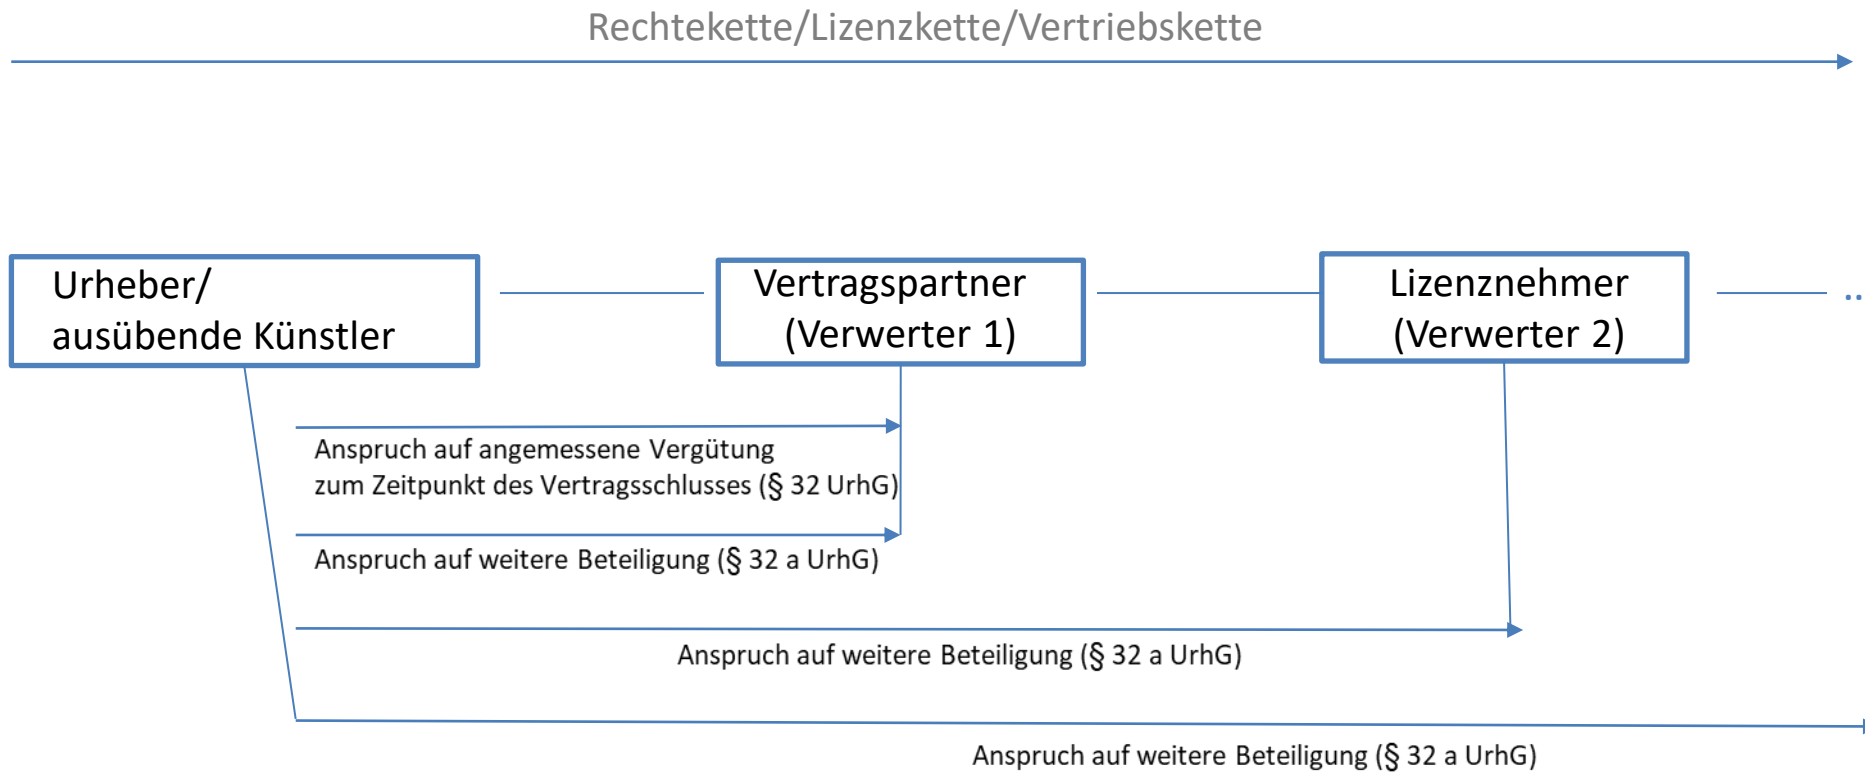 Rechtekette/Lizenzkette/Vertriebskette
Urheber/
ausübende Künstler
Vertragspartner
(Verwerter 1)
Lizenznehmer
(Verwerter 2)
..
Anspruch auf angemessene Vergütung
zum Zeitpunkt des Vertragsschlusses (§ 32 UrhG)
Anspruch auf weitere Beteiligung (§ 32 a UrhG)
Anspruch auf weitere Beteiligung (§ 32 a UrhG)
Anspruch auf weitere Beteiligung (§ 32 a UrhG)